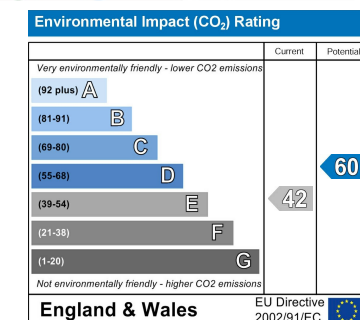 Environmental Impact (CO₂) Rating
Current Potential
Very environmentally friendly - lower CO2 emissions
(92 plus) A
(81-91) B
(69-80) C
(55-68) D
(39-54) E
(21-38) F
(1-20) G
42
60
Not environmentally friendly - higher CO2 emissions
England & Wales
EU Directive
2002/91/EC